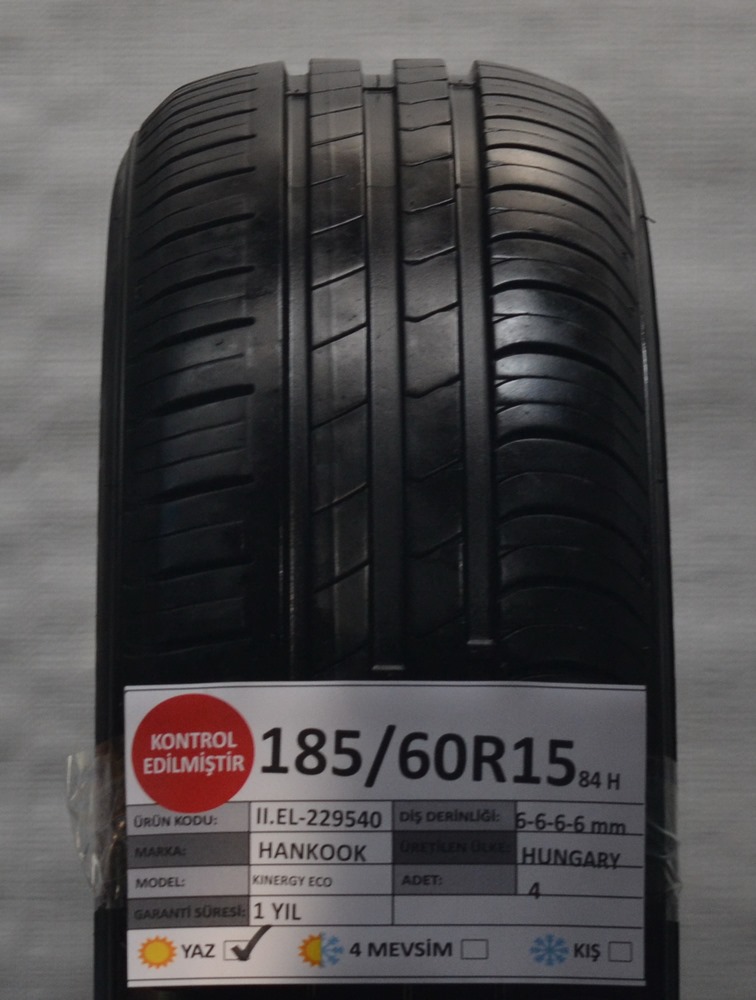 KONTROL
EDİLMİŞTİR
185/60R15 84 H
ÜRÜN KODU: II.EL-229540 DİŞ DERİNLİĞİ: 6-6-6-6 mm
MARKA: HANKOOK ÜRETİLEN ÜLKE: HUNGARY
MODEL: KINERGY ECO ADET: 4
GARANTİ SÜRESİ: 1 YIL
YAZ 4 MEVSİM KIŞ